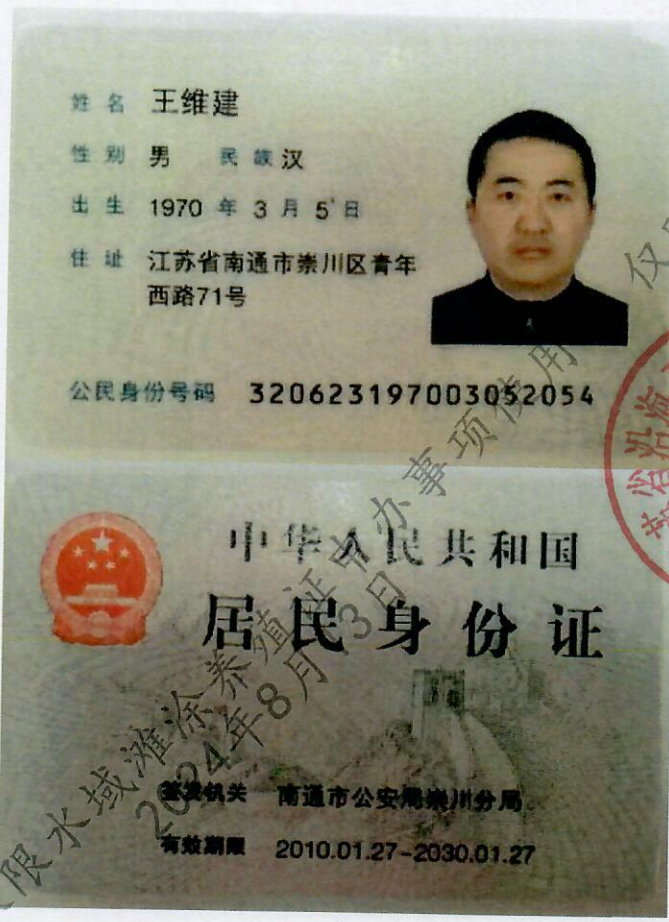 姓名 王维建
性别 男 民族 汉
出生 1970 年 3 月 5 日
住址 江苏省南通市崇川区青年
西路71号
公民身份号码 320623197003052054
中华人民共和国
居民身份证
签发机关 南通市公安局崇川分局
有效期限 2010.01.27-2030.01.27
仅限水域滩涂养殖证申办事项使用
2024年8月13日
仅